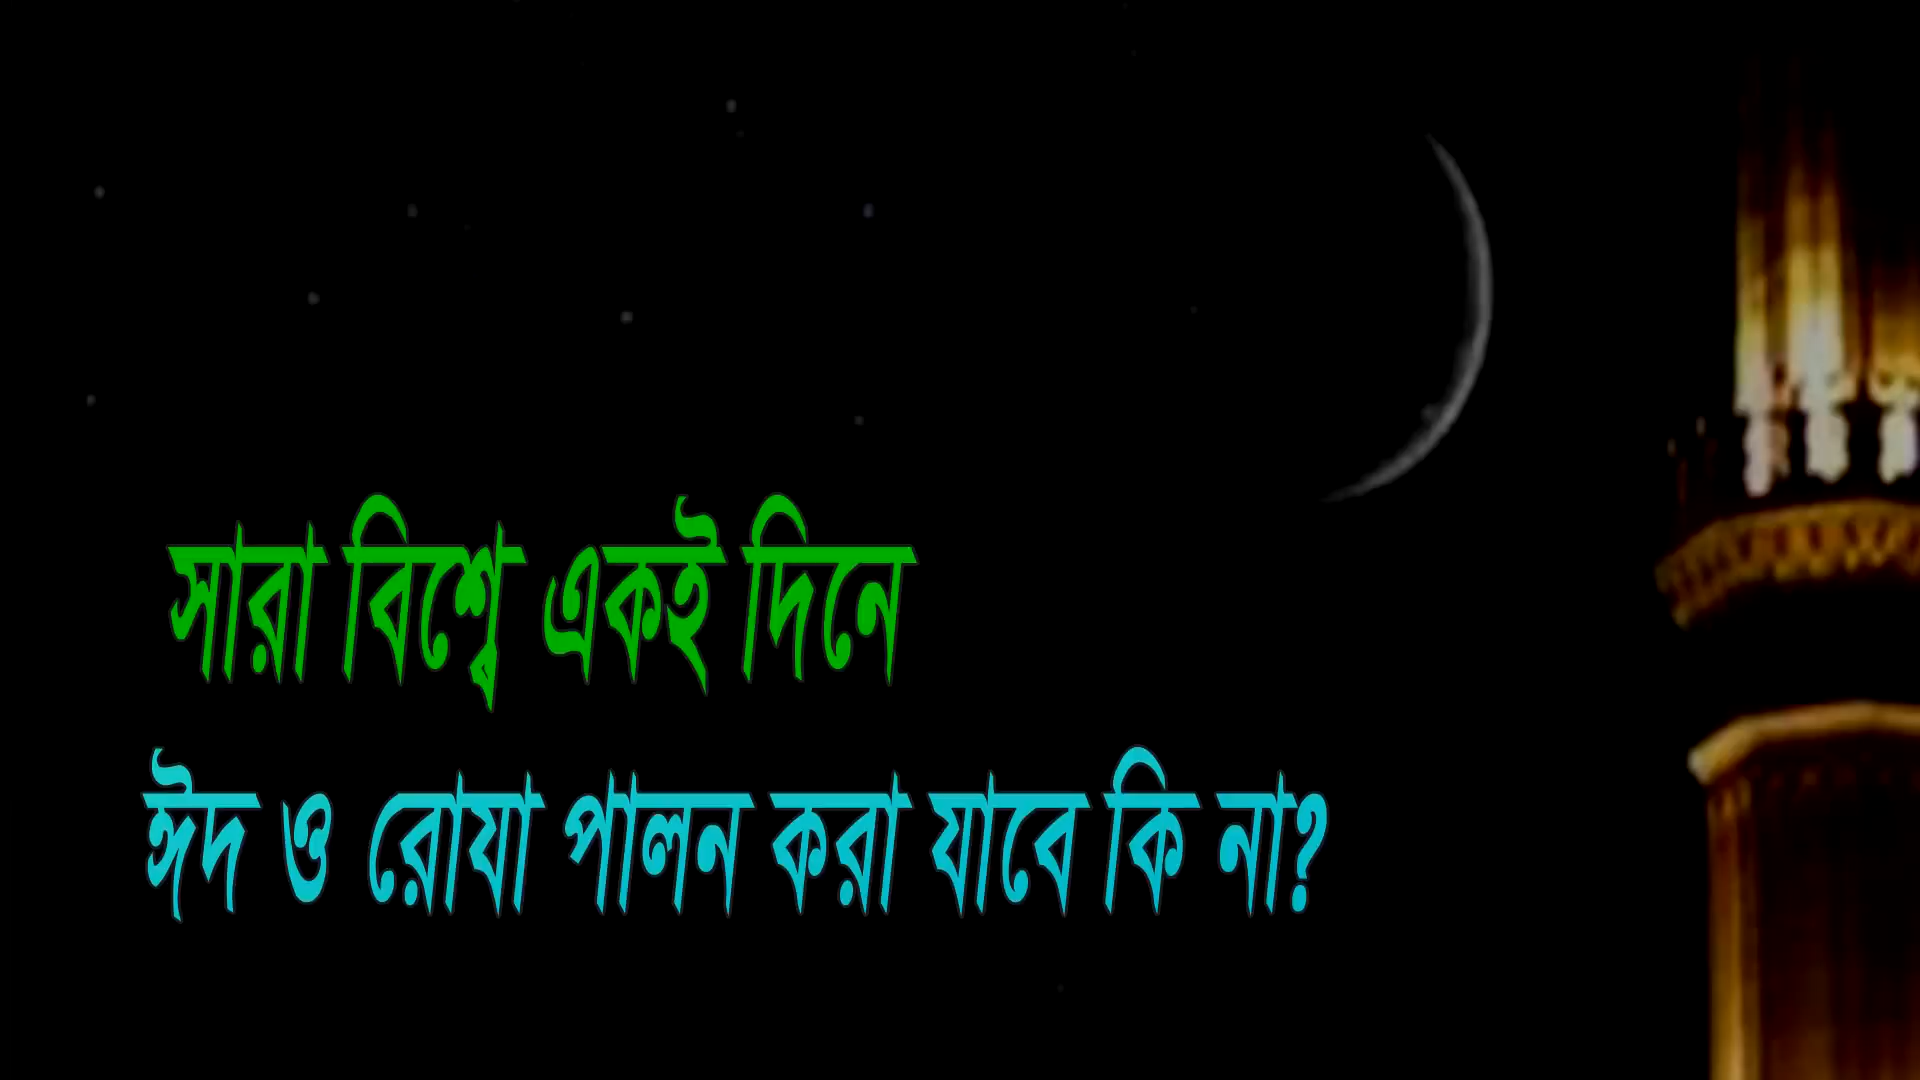 সারা বিশ্বে একই দিনে
ঈদ ও রোযা পালন করা যাবে কি না?